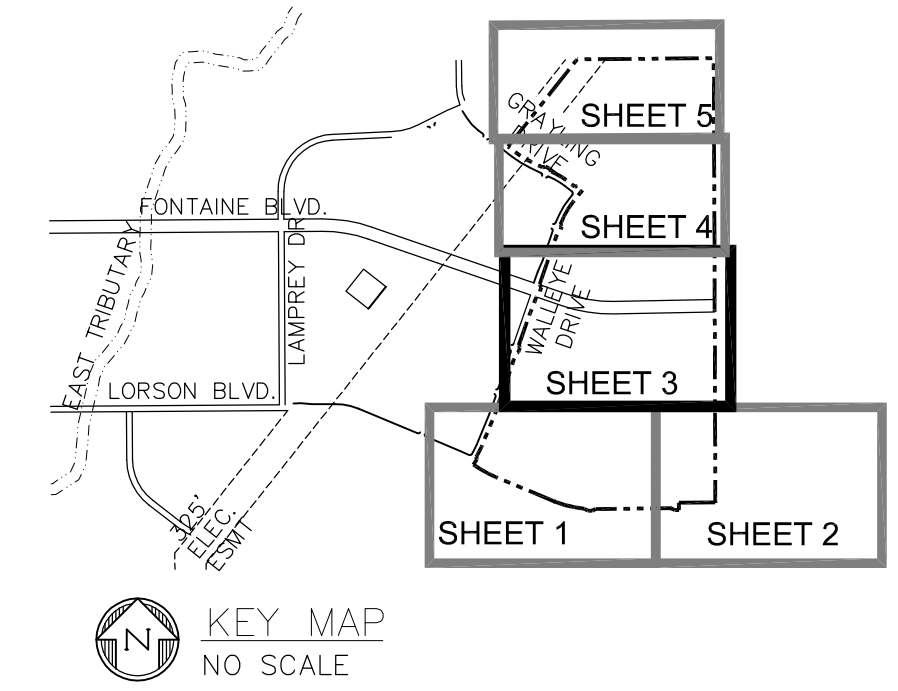 GRAYLING
DRIVE
SHEET 5
FONTAINE BLVD.
SHEET 4
EAST TRIBUTARY
LAMPREY DR
WALLEYE
DRIVE
LORSON BLVD.
SHEET 3
325'
ELEC.
ESMT
SHEET 1
SHEET 2
N
KEY MAP
NO SCALE